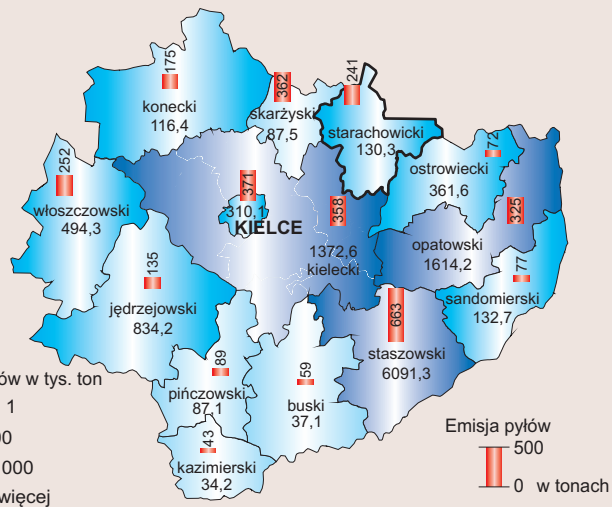 175
konecki
116,4
362
skarżyski
87,5
241
starachowicki
130,3
72
ostrowiecki
361,6
252
włoszczowski
494,3
371
310,1
KIELCE
358
1372,6
kielecki
325
opatowski
1614,2
77
sandomierski
132,7
135
jędrzejowski
834,2
663
staszowski
6091,3
89
pińczowski
87,1
59
buski
37,1
43
kazimierski
34,2
w tys. ton
1
000
więcej
Emisja pyłów
500
0 w tonach